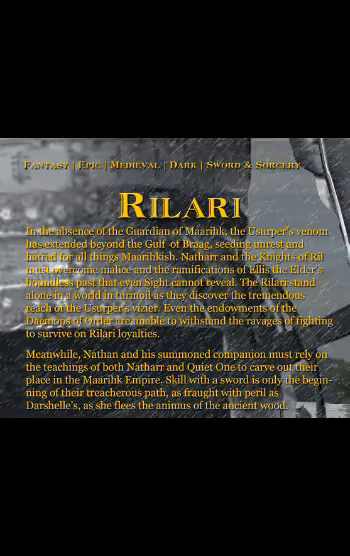 FANTASY | EPIC | MEDIEVAL | DARK | SWORD & SORCERY
RILARI
In the absence of the Guardian of Maarihk, the Usurper's venom
has extended beyond the Gulf of Braag, seeding unrest and
hatred for all things Maarihkish. Natharr and the Knights of Ril
must overcome malice and the ramifications of Ellis the Elder's
boundless past that even Sight cannot reveal. The Rilari stand
alone in a world in turmoil as they discover the tremendous
reach of the Usurper's vizier. Even the endowments of the
Daemons of Order are unable to withstand the ravages of fighting
to survive on Rilari loyalties.
Meanwhile, Nathan and his summoned companion must rely on
the teachings of both Natharr and Quiet One to carve out their
place in the Maarihk Empire. Skill with a sword is only the begin-
ning of their treacherous path, as fraught with peril as
Darshelle's, as she flees the animus of the ancient wood.